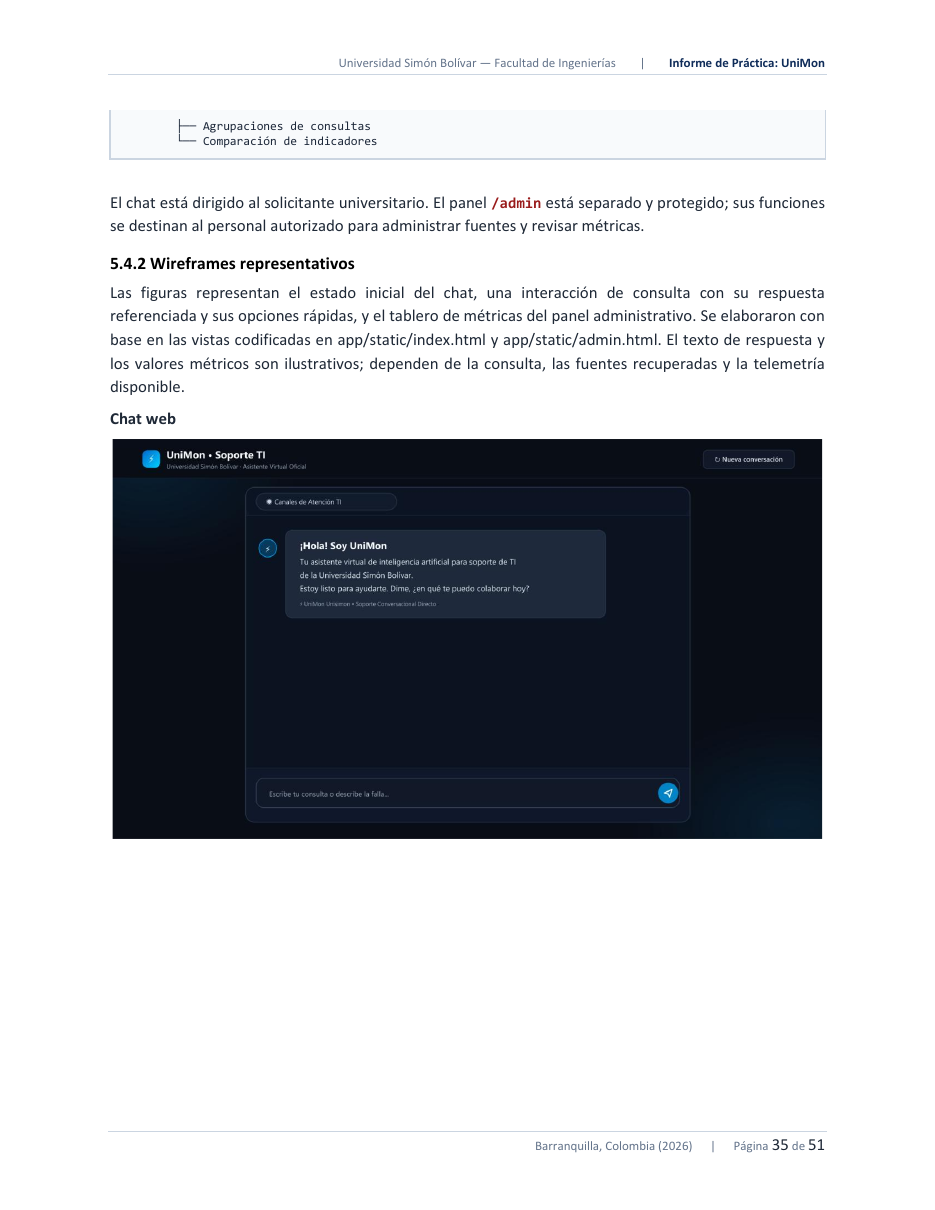 Universidad Simón Bolívar — Facultad de Ingenierías | Informe de Práctica: UniMon
├── Agrupaciones de consultas
└── Comparación de indicadores
El chat está dirigido al solicitante universitario. El panel /admin está separado y protegido; sus funciones
se destinan al personal autorizado para administrar fuentes y revisar métricas.
5.4.2 Wireframes representativos
Las figuras representan el estado inicial del chat, una interacción de consulta con su respuesta
referenciada y sus opciones rápidas, y el tablero de métricas del panel administrativo. Se elaboraron con
base en las vistas codificadas en app/static/index.html y app/static/admin.html. El texto de respuesta y
los valores métricos son ilustrativos; dependen de la consulta, las fuentes recuperadas y la telemetría
disponible.
Chat web
UniMon • Soporte TI
Universidad Simón Bolívar · Asistente Virtual Oficial
↻ Nueva conversación
Canales de Atención TI
¡Hola! Soy UniMon
Tu asistente virtual de inteligencia artificial para soporte de TI
de la Universidad Simón Bolívar.
Estoy listo para ayudarte. Dime, ¿en qué te puedo colaborar hoy?
• UniMon Unisimon • Soporte Conversacional Directo
Escribe tu consulta o describe la falla...
Barranquilla, Colombia (2026) | Página 35 de 51